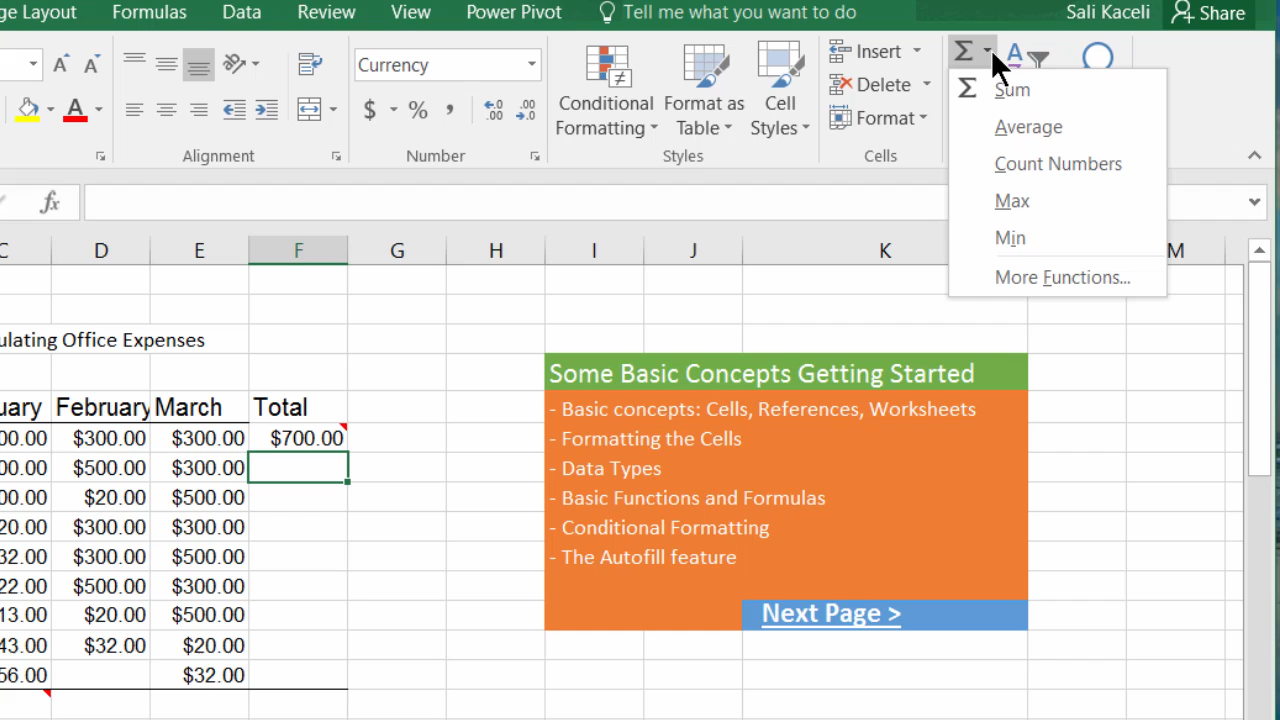 ge Layout Formulas Data Review View Power Pivot Tell me what you want to do Sali Kaceli Share
A A Currency Insert Σ A
Delete Σ Sum
A $ % , .00 .00 Conditional Formatting Format as Table Cell Styles Format
Average
Alignment Number Styles Cells
Count Numbers
Max
Min
More Functions...
fx
C D E F G H I J K M
ulating Office Expenses
Some Basic Concepts Getting Started
uary February March Total
- Basic concepts: Cells, References, Worksheets
00.00 $300.00 $300.00 $700.00
- Formatting the Cells
00.00 $500.00 $300.00
- Data Types
00.00 $20.00 $500.00
- Basic Functions and Formulas
20.00 $300.00 $300.00
- Conditional Formatting
32.00 $300.00 $500.00
- The Autofill feature
22.00 $500.00 $300.00
13.00 $20.00 $500.00
Next Page >
43.00 $32.00 $20.00
56.00 $32.00